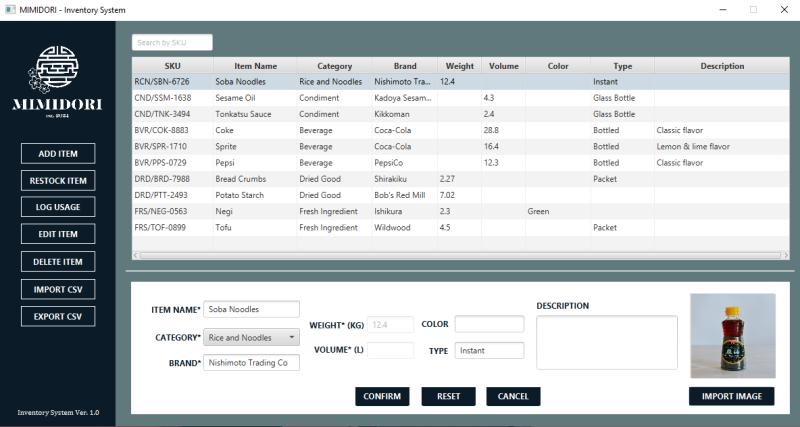 MIMIDORI - Inventory System
MIMIDORI
Search by SKU
SKU Item Name Category Brand Weight Volume Color Type Description
RCN/SBN-6726 Soba Noodles Rice and Noodles Nishimoto Tra... 12.4 Instant
CND/SSM-1638 Sesame Oil Condiment Kadoya Sesam... 4.3 Glass Bottle
CND/TNK-3494 Tonkatsu Sauce Condiment Kikkoman 2.4 Glass Bottle
BVR/COK-8883 Coke Beverage Coca-Cola 28.8 Bottled Classic flavor
BVR/SPR-1710 Sprite Beverage Coca-Cola 16.4 Bottled Lemon & lime flavor
BVR/PPS-0729 Pepsi Beverage PepsiCo 12.3 Bottled Classic flavor
DRD/BRD-7988 Bread Crumbs Dried Good Shirakiku 2.27 Packet
DRD/PTT-2493 Potato Starch Dried Good Bob's Red Mill 7.02
FRS/NEG-0563 Negi Fresh Ingredient Ishikura 2.3 Green
FRS/TOF-0899 Tofu Fresh Ingredient Wildwood 4.5 Packet
ADD ITEM
RESTOCK ITEM
LOG USAGE
EDIT ITEM
DELETE ITEM
IMPORT CSV
EXPORT CSV
Inventory System Ver. 1.0
ITEM NAME* Soba Noodles
CATEGORY* Rice and Noodles
BRAND* Nishimoto Trading Co
WEIGHT* (KG) 12.4
VOLUME* (L)
COLOR
TYPE Instant
DESCRIPTION
CONFIRM RESET CANCEL IMPORT IMAGE